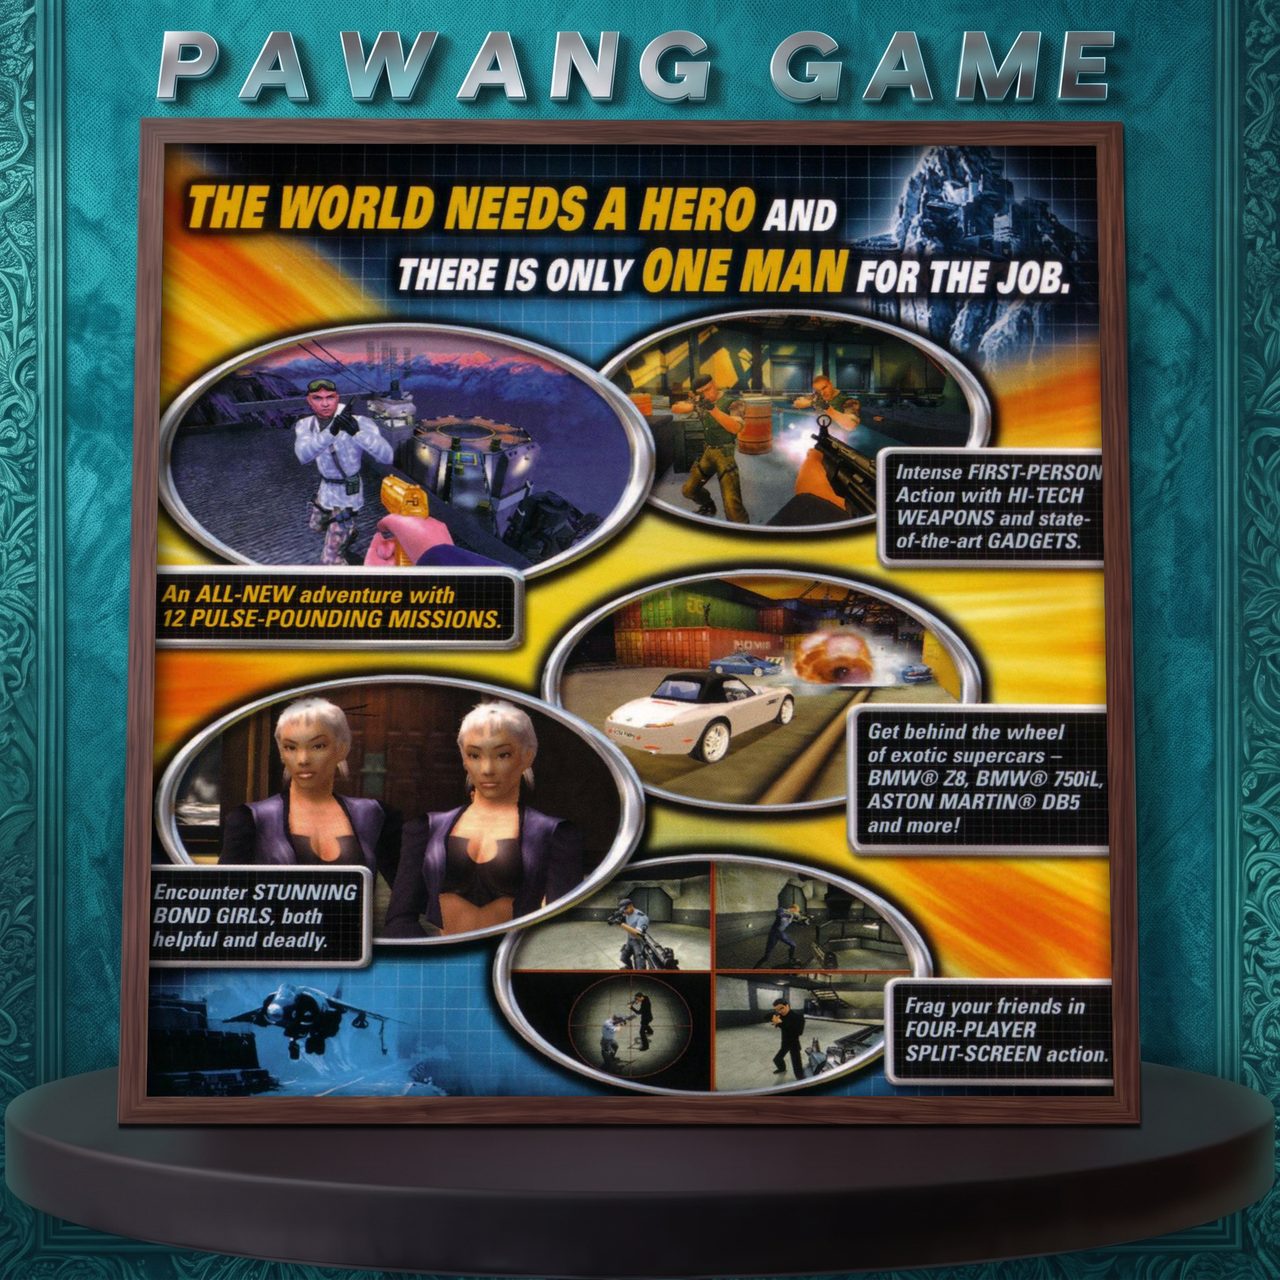 PAWANG GAME
THE WORLD NEEDS A HERO AND
THERE IS ONLY ONE MAN FOR THE JOB.
Intense FIRST-PERSON
Action with HI-TECH
WEAPONS and state-
of-the-art GADGETS.
An ALL-NEW adventure with
12 PULSE-POUNDING MISSIONS.
Get behind the wheel
of exotic supercars –
BMW® Z8, BMW® 750iL,
ASTON MARTIN® DB5
and more!
Encounter STUNNING
BOND GIRLS, both
helpful and deadly.
Frag your friends in
FOUR-PLAYER
SPLIT-SCREEN action.